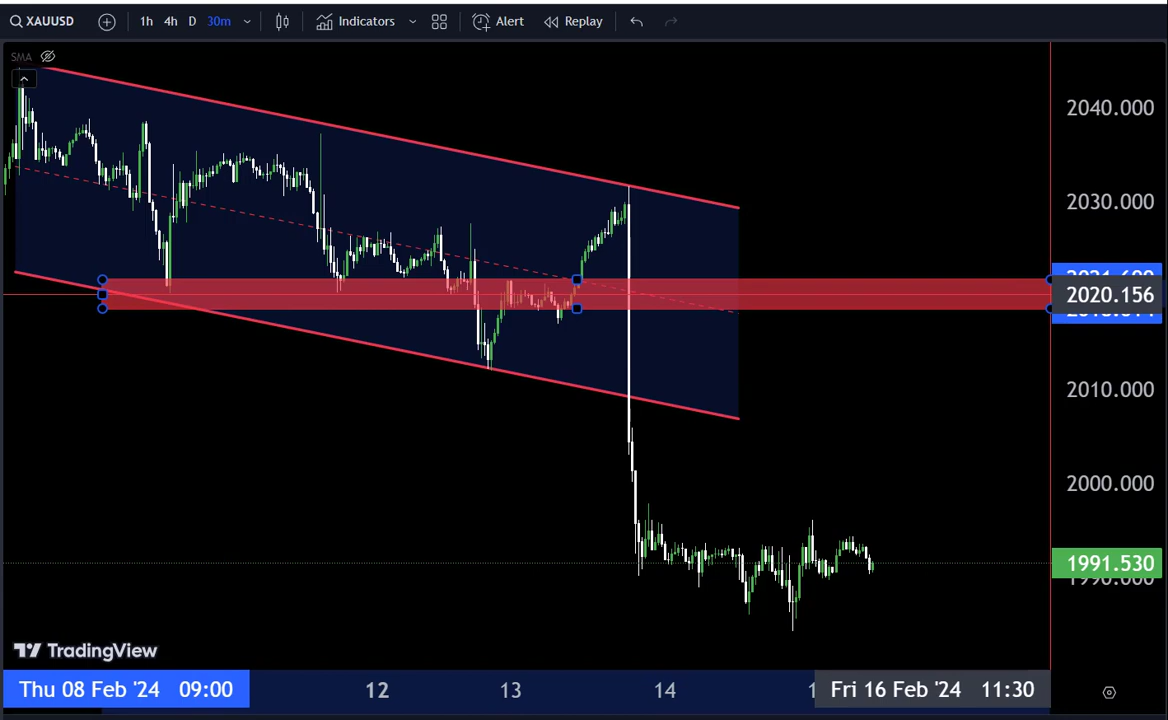 XAUUSD 1h 4h D 30m Indicators Alert Replay
SMA
2040.000
2030.000
2020.156
2010.000
2000.000
1991.530
TradingView
Thu 08 Feb '24 09:00 12 13 14 Fri 16 Feb '24 11:30